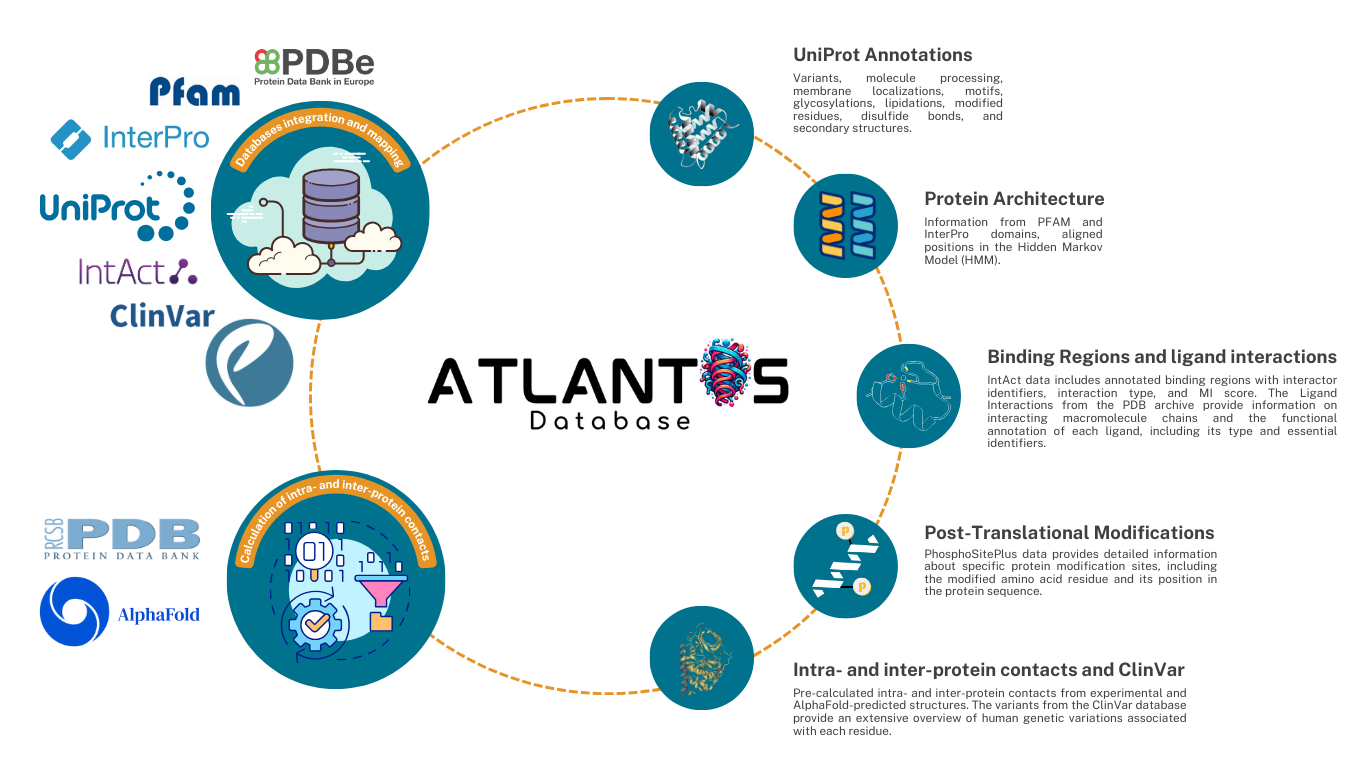 PDBe
Protein Data Bank in Europe
Pfam
InterPro
UniProt
IntAct
ClinVar
Databases integration and mapping
ATLANTOS
Database
RCSB
PDB
PROTEIN DATA BANK
AlphaFold
Calculation of intra- and inter-protein contacts
UniProt Annotations
Variants, molecule processing,
membrane localizations, motifs,
glycosylations, lipidations, modified
residues, disulfide bonds, and
secondary structures.
Protein Architecture
Information from PFAM and
InterPro domains, aligned
positions in the Hidden Markov
Model (HMM).
Binding Regions and ligand interactions
IntAct data includes annotated binding regions with interactor
identifiers, interaction type, and MI score. The Ligand
Interactions from the PDB archive provide information on
interacting macromolecule chains and the functional
annotation of each ligand, including its type and essential
identifiers.
P
P
Post-Translational Modifications
PhosphoSitePlus data provides detailed information
about specific protein modification sites, including
the modified amino acid residue and its position in
the protein sequence.
Intra- and inter-protein contacts and ClinVar
Pre-calculated intra- and inter-protein contacts from experimental and
AlphaFold-predicted structures. The variants from the ClinVar database
provide an extensive overview of human genetic variations associated
with each residue.